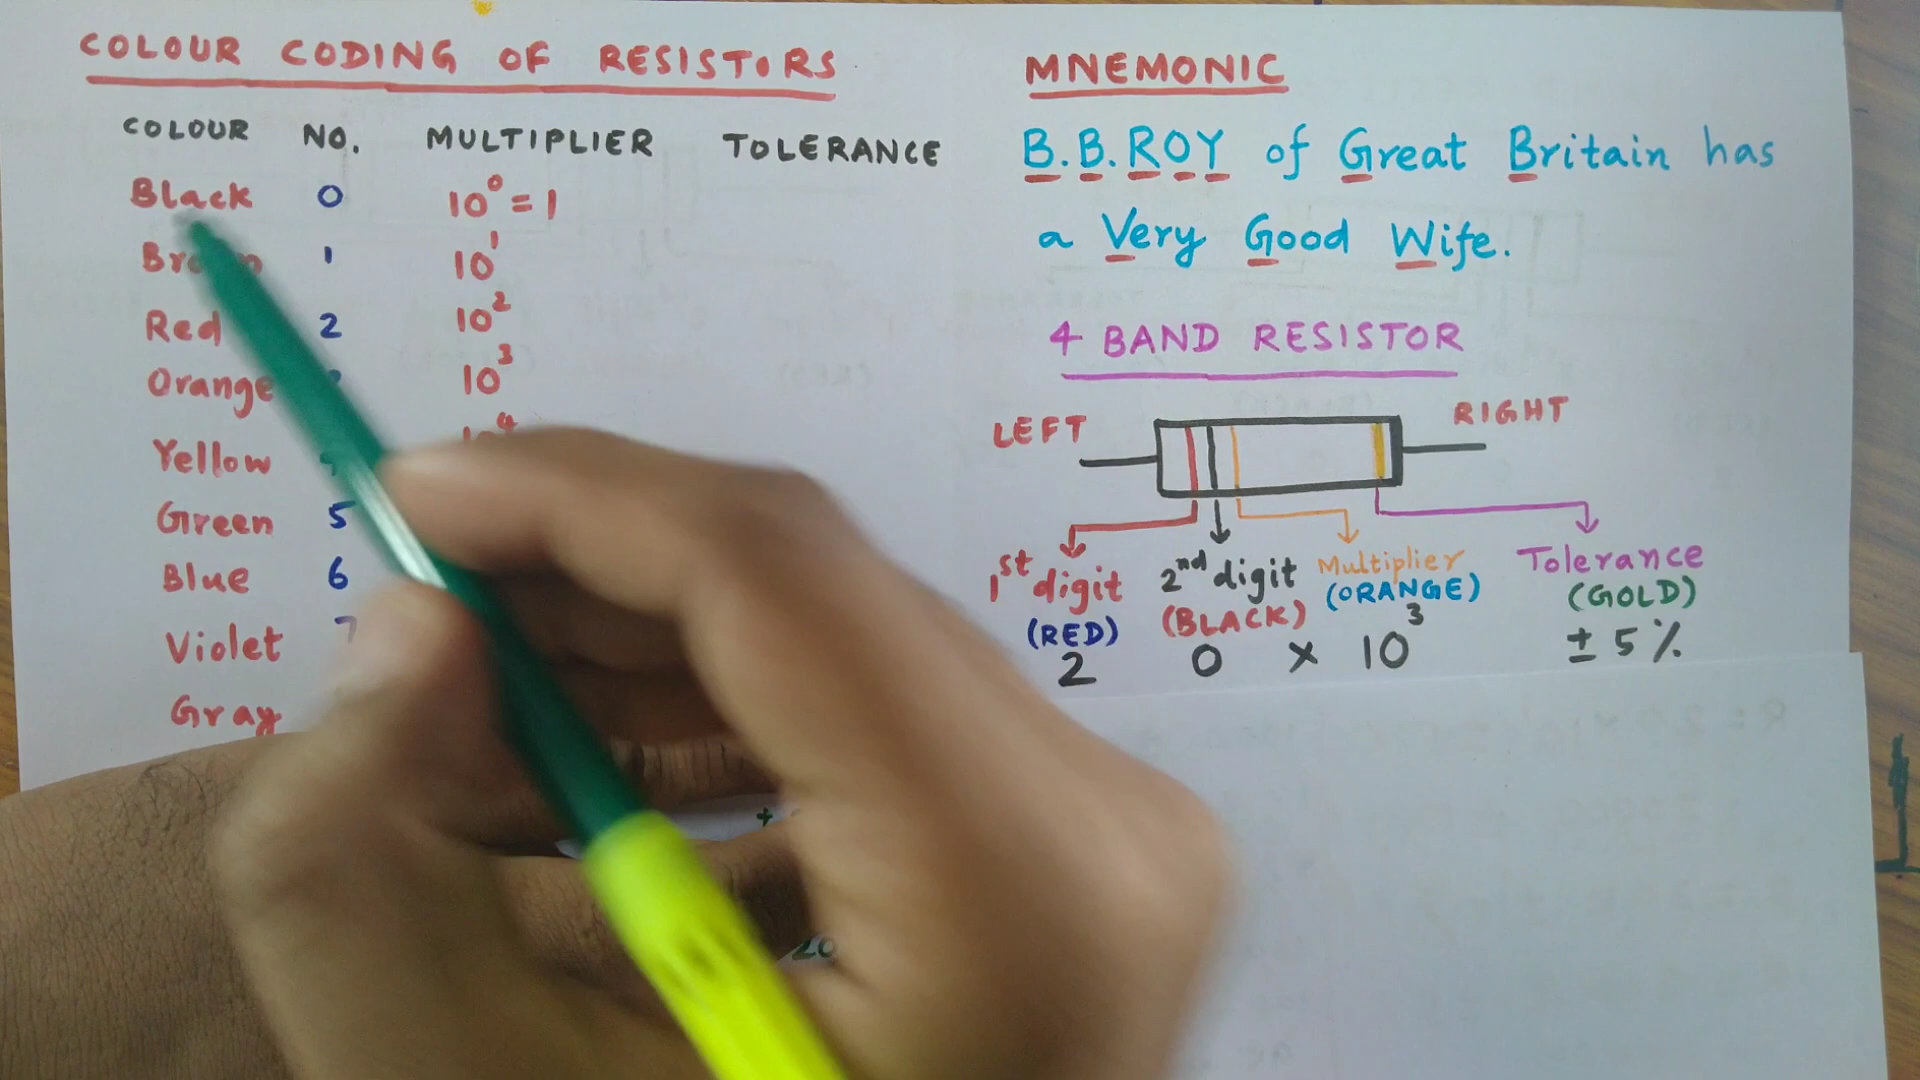 COLOUR CODING OF RESISTORS
COLOUR NO. MULTIPLIER TOLERANCE
Black 0 10⁰ = 1
1 10¹
Red 2 10²
Orange 10³
Yellow
Green 5
Blue 6
Violet 7
Gray
MNEMONIC
B.B.ROY of Great Britain has
a Very Good Wife.
4 BAND RESISTOR
LEFT RIGHT
1st digit 2nd digit Multiplier Tolerance
(RED) (BLACK) (ORANGE) (GOLD)
2 0 × 10³ ± 5%